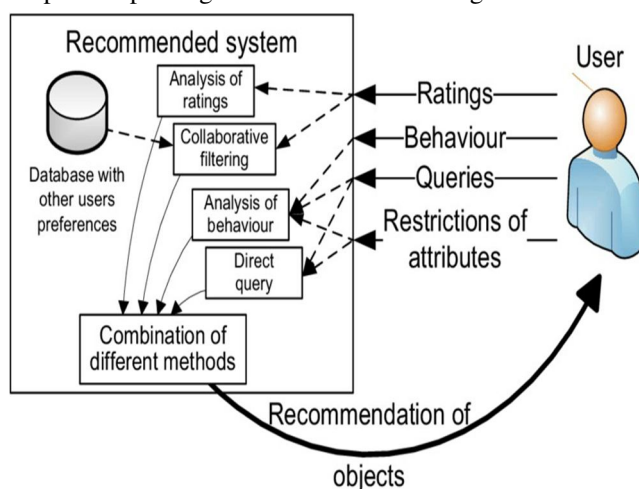 Recommended system
Analysis of
ratings
Collaborative
filtering
Database with
other users
preferences
Analysis of
behaviour
Direct
query
Combination of
different methods
User
Ratings
Behaviour
Queries
Restrictions of
attributes
Recommendation of
objects